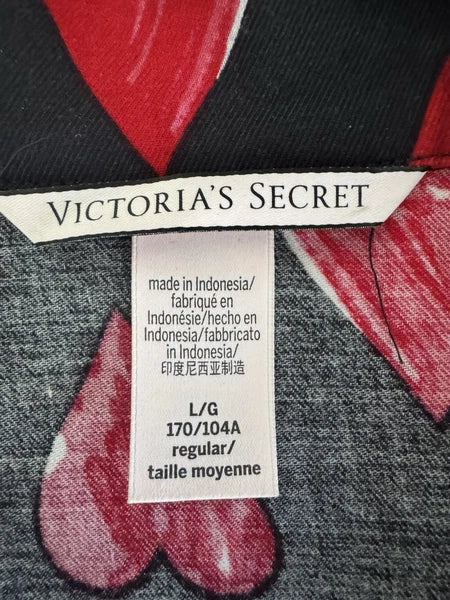 VICTORIA'S SECRET
made in Indonesia/
fabriqué en
Indonésie/hecho en
Indonesia/fabbricato
in Indonesia/
印度尼西亚制造
L/G
170/104A
regular/
taille moyenne